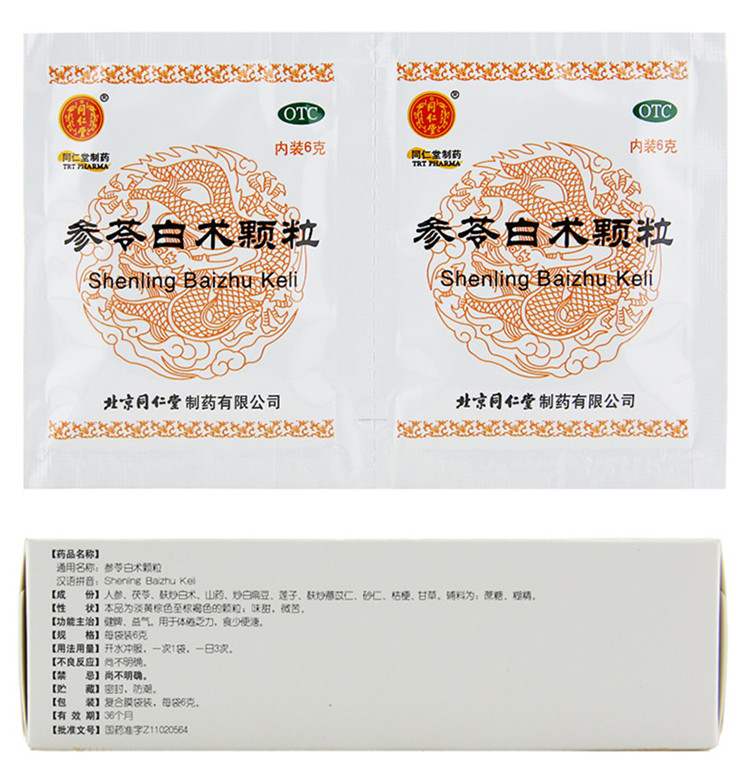 同仁堂
®
OTC
同仁堂制药
TRT PHARMA
内装6克
参苓白术颗粒
Shenling Baizhu Keli
北京同仁堂制药有限公司
同仁堂
®
OTC
同仁堂制药
TRT PHARMA
内装6克
参苓白术颗粒
Shenling Baizhu Keli
北京同仁堂制药有限公司
【药品名称】
通用名称：参苓白术颗粒
汉语拼音：Shenling Baizhu Keli
【成 份】人参、茯苓、麸炒白术、山药、炒白扁豆、莲子、麸炒薏苡仁、砂仁、桔梗、甘草。辅料为：蔗糖、糊精。
【性 状】本品为淡黄棕色至棕褐色的颗粒；味甜，微苦。
【功能主治】健脾、益气。用于体倦乏力，食少便溏。
【规 格】每袋装6克
【用法用量】开水冲服，一次1袋，一日3次。
【不良反应】尚不明确。
【禁 忌】尚不明确。
【贮 藏】密封，防潮。
【包 装】复合膜袋装，每袋6克。
【有 效 期】36个月
【批准文号】国药准字Z11020564